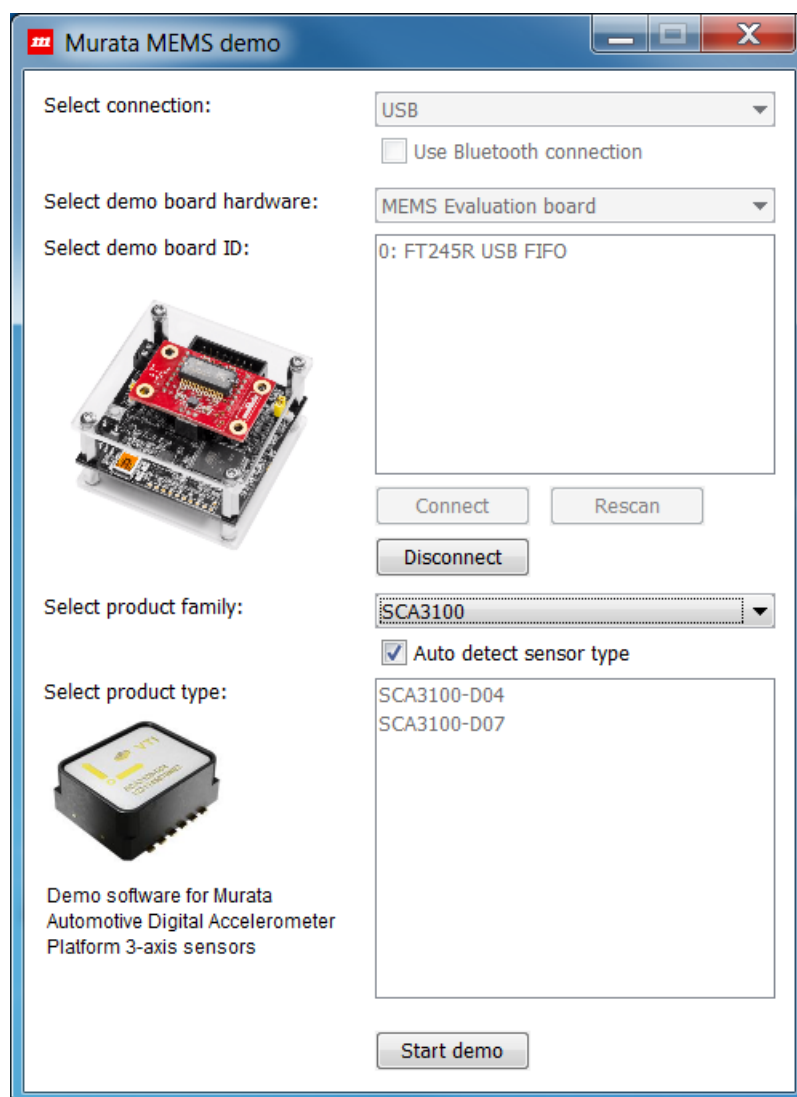 Murata MEMS demo
Select connection:
USB
Use Bluetooth connection
Select demo board hardware:
MEMS Evaluation board
Select demo board ID:
0: FT245R USB FIFO
Connect
Rescan
Disconnect
Select product family:
SCA3100
Auto detect sensor type
Select product type:
SCA3100-D04
SCA3100-D07
VTI
Demo software for Murata
Automotive Digital Accelerometer
Platform 3-axis sensors
Start demo